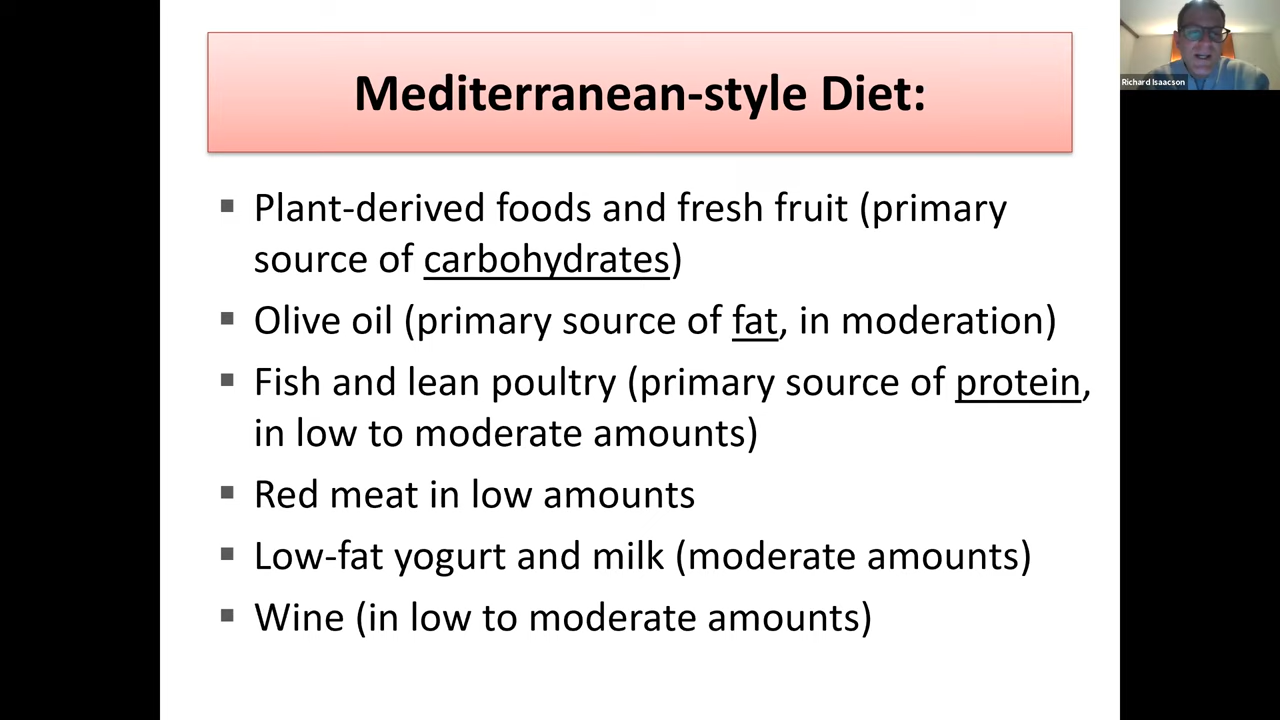 Mediterranean-style Diet:
Richard Isaacson
▪ Plant-derived foods and fresh fruit (primary
source of carbohydrates)
▪ Olive oil (primary source of fat, in moderation)
▪ Fish and lean poultry (primary source of protein,
in low to moderate amounts)
▪ Red meat in low amounts
▪ Low-fat yogurt and milk (moderate amounts)
▪ Wine (in low to moderate amounts)